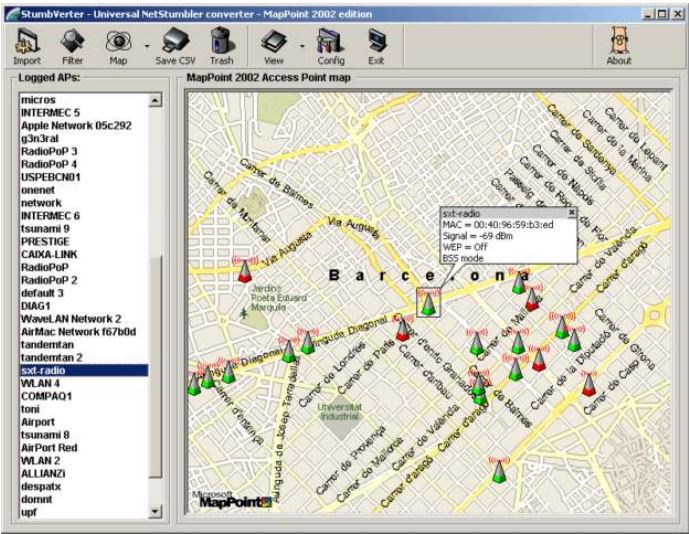 StumbVerter - Universal NetStumbler converter - MapPoint 2002 edition
Import Filter Map Save CSV Trash View Config Exit About
Logged APs:
micros
INTERMEC 5
Apple Network 05c292
g3n3ral
RadioPoP 3
RadioPoP 4
USPEBCN01
onenet
network
INTERMEC 6
tsunami 9
PRESTIGE
CAIXA-LINK
RadioPoP
RadioPoP 2
default 3
DIAG1
WaveLAN Network 2
AirMac Network f67b0d
tandemtan
tandemtan 2
sxt-radio
WLAN 4
COMPAQ1
toni
Airport
tsunami 8
AirPort Red
WLAN 2
ALLIANZi
despatx
domnt
upf
MapPoint 2002 Access Point map
Carrer de Lepant
Carrer de la Marina
Carrer de Sardenya
Carrer de Sicília
Carrer de Nàpols
Passeig de
Carrer de Balmes
Carrer de Muntaner
Via Augusta
Via Augusta
sxt-radio
MAC = 00:40:96:59:b3:ed
Signal = -69 dBm
WEP = Off
BSS mode
Carrer de València
Carrer d'aragó
Barcelona
Jardins
Poeta Eduard
Marquila
Avinguda Diagonal
Diagonal
Carrer de Londres
Carrer de París
Carrer d'enric Granados
Carrer d'aribau
Carrer de Mallorca
Carrer de la Diputació
Carrer de Girona
Carrer de Casp
Carrer de Balmes
Carrer d'entença
Avinguda de Josep Tarradellas
Universitat
Industrial
Carrer de Provença
Carrer de Mallorca
Carrer de València
Carrer d'aragó
Carrer d'aragó
Microsoft
MapPoint